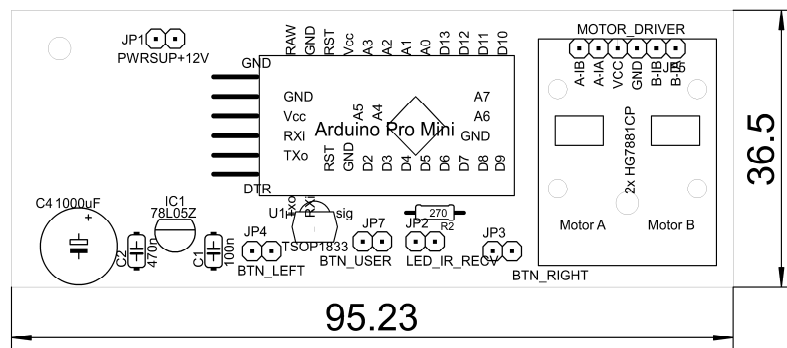 MOTOR_DRIVER
JP1
PWRSUP+12V
RAW
GND
RST
Vcc
A3
A2
A1
A0
D13
D12
D11
D10
A-IB
A-IA
VCC
GND
B-IB
JP5
GND
GND
Vcc
RXI
TXo
DTR
A5
A4
A7
A6
GND
Arduino Pro Mini
RST
GND
D2
D3
D4
D5
D6
D7
D8
D9
2x HG7881CP
Motor A
Motor B
36.5
C4 1000uF
+
IC1
78L05Z
TXo
RXi
sig
TSOP1833
270
R2
C2
470n
C1
100n
JP4
BTN_LEFT
JP7
BTN_USER
JP2
LED_IR_RECV
JP3
BTN_RIGHT
95.23